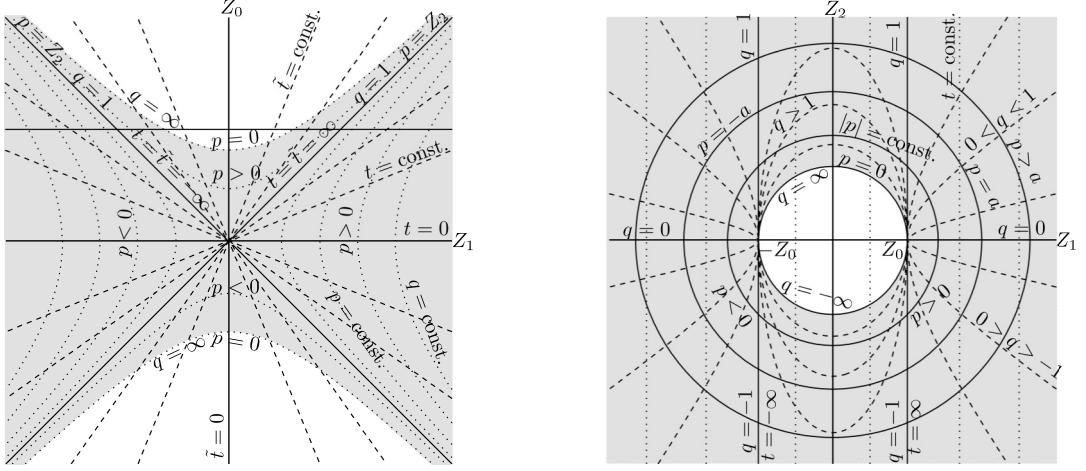 Z₀
p = Z₂
q = 1
q = ∞
t = −∞
t̃ = const.
p = Z₂
q = 1
t = ∞
p = 0
p > 0
t = const.
p < 0
p > 0
t = 0
Z₁
p < 0
p = 0
q = ∞
p = const.
q = const.
t̃ = 0
Z₂
q = 1
q = 1
t = const.
p = −a
q > 1
|p| = const.
p = 0
q = ∞
0 < q < 1
p > a
p = a
q = 0
−Z₀
Z₀
q = 0
Z₁
q = −∞
p < 0
p > 0
0 > q > −1
q = −1
t = −∞
q = −1
t = ∞